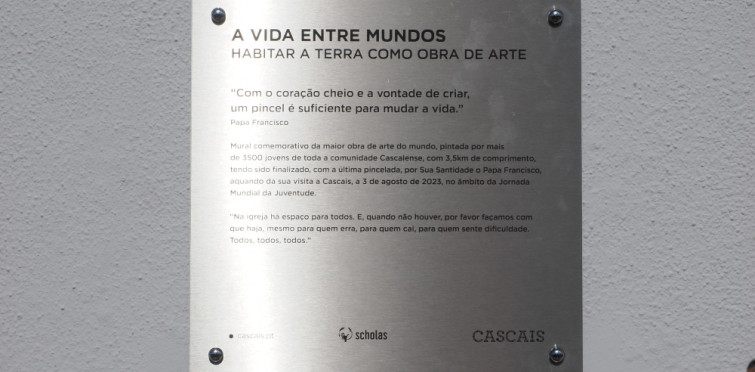 A VIDA ENTRE MUNDOS
HABITAR A TERRA COMO OBRA DE ARTE
"Com o coração cheio e a vontade de criar,
um pincel é suficiente para mudar a vida."
Papa Francisco
Mural comemorativo da maior obra de arte do mundo, pintada por mais
de 3500 jovens de toda a comunidade Cascalense, com 3,5km de comprimento,
tendo sido finalizado, com a última pincelada, por Sua Santidade o Papa Francisco,
aquando da sua visita a Cascais, a 3 de agosto de 2023, no âmbito da Jornada
Mundial da Juventude.
"Na igreja há espaço para todos. E, quando não houver, por favor façamos com
que haja, mesmo para quem erra, para quem cai, para quem sente dificuldade.
Todos, todos, todos."
cascais.pt
scholas
CASCAIS